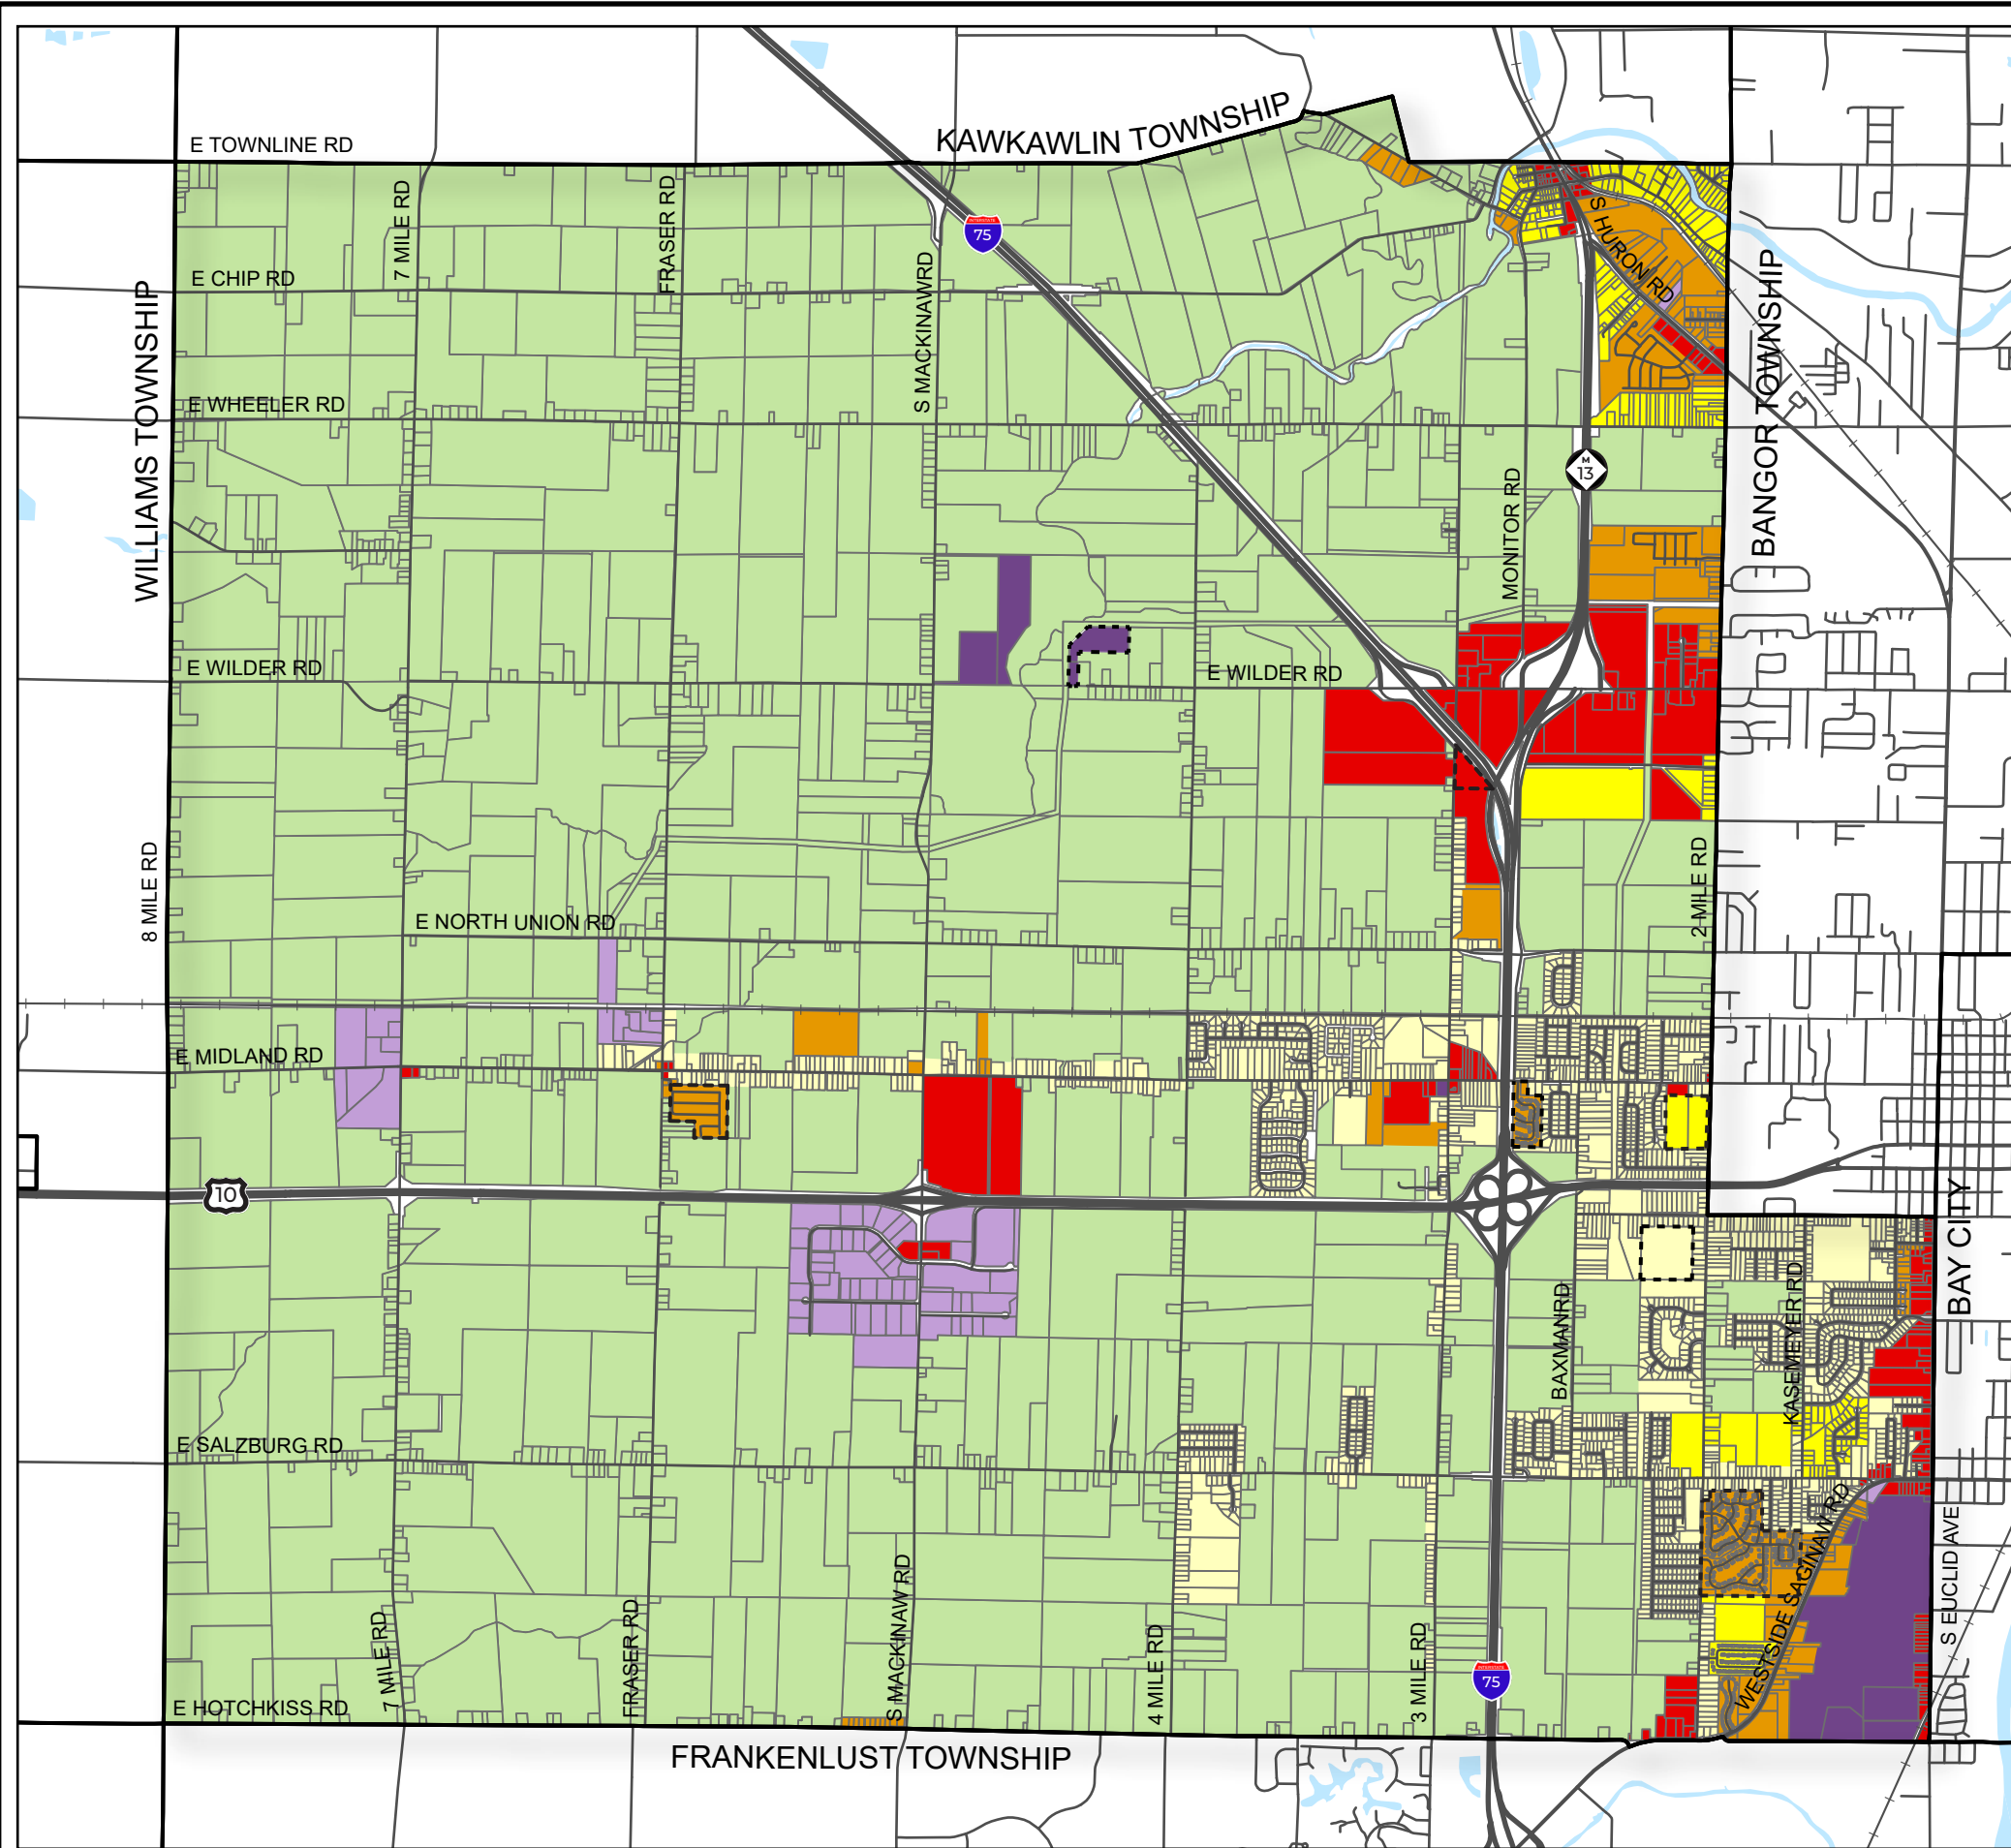 KAWKAWLIN TOWNSHIP
E TOWNLINE RD
7 MILE RD
FRASER RD
75
S HURON RD
E CHIP RD
S MACKINAWRD
WILLIAMS TOWNSHIP
BANGOR TOWNSHIP
E WHEELER RD
M
13
MONITOR RD
E WILDER RD
E WILDER RD
8 MILE RD
2 MILE RD
E NORTH UNION RD
E MIDLAND RD
10
BAY CITY
BAXMANRD
KASEMEYER RD
E SALZBURG RD
WESTSIDE SAGINAW RD
S EUCLID AVE
7 MILE RD
FRASER RD
S MACKINAW RD
4 MILE RD
3 MILE RD
75
E HOTCHKISS RD
FRANKENLUST TOWNSHIP